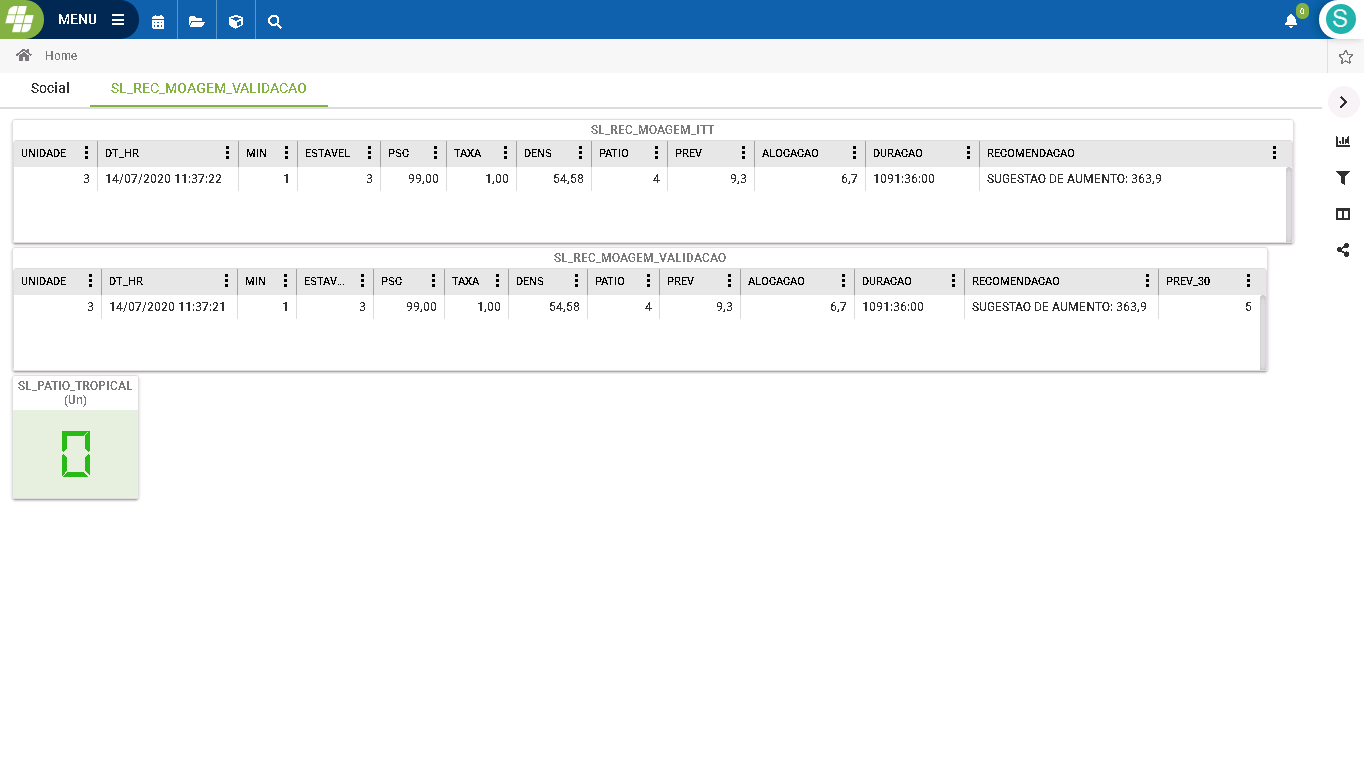 MENU
0
S
Home
Social SL_REC_MOAGEM_VALIDACAO
SL_REC_MOAGEM_ITT
UNIDADE DT_HR MIN ESTAVEL PSC TAXA DENS PATIO PREV ALOCACAO DURACAO RECOMENDACAO
3 14/07/2020 11:37:22 1 3 99,00 1,00 54,58 4 9,3 6,7 1091:36:00 SUGESTAO DE AUMENTO: 363,9
SL_REC_MOAGEM_VALIDACAO
UNIDADE DT_HR MIN ESTAV... PSC TAXA DENS PATIO PREV ALOCACAO DURACAO RECOMENDACAO PREV_30
3 14/07/2020 11:37:21 1 3 99,00 1,00 54,58 4 9,3 6,7 1091:36:00 SUGESTAO DE AUMENTO: 363,9 5
SL_PATIO_TROPICAL
(Un)
0